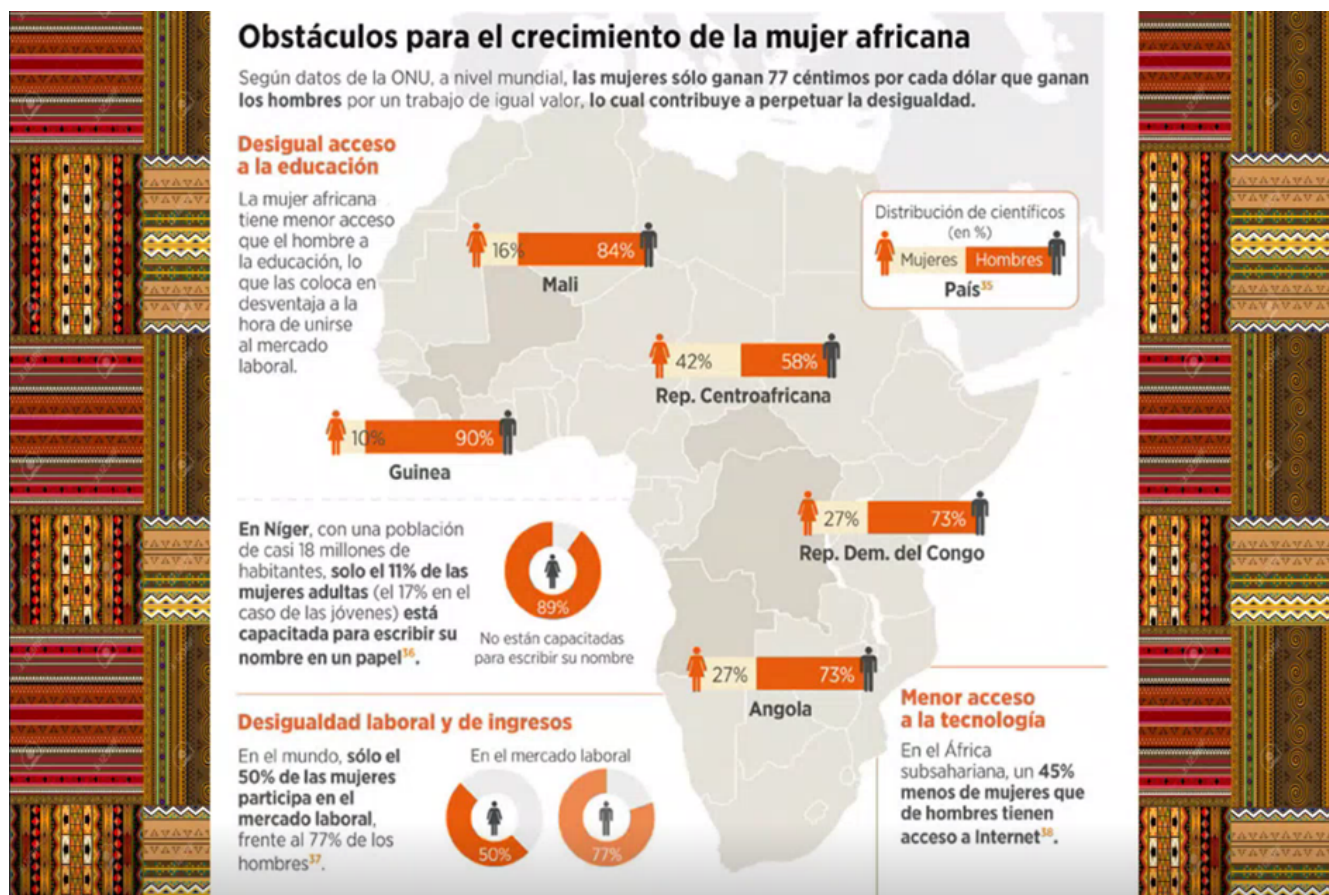 Obstáculos para el crecimiento de la mujer africana
Según datos de la ONU, a nivel mundial, las mujeres sólo ganan 77 céntimos por cada dólar que ganan
los hombres por un trabajo de igual valor, lo cual contribuye a perpetuar la desigualdad.
Desigual acceso
a la educación
La mujer africana
tiene menor acceso
que el hombre a
la educación, lo
que las coloca en
desventaja a la
hora de unirse
al mercado
laboral.
Distribución de científicos
(en %)
Mujeres Hombres
País35
16% 84%
Mali
42% 58%
Rep. Centroafricana
10% 90%
Guinea
27% 73%
Rep. Dem. del Congo
27% 73%
Angola
En Níger, con una población
de casi 18 millones de
habitantes, solo el 11% de las
mujeres adultas (el 17% en el
caso de las jóvenes) está
capacitada para escribir su
nombre en un papel36.
89%
No están capacitadas
para escribir su nombre
Desigualdad laboral y de ingresos
En el mundo, sólo el
50% de las mujeres
participa en el
mercado laboral,
frente al 77% de los
hombres37.
En el mercado laboral
50% 77%
Menor acceso
a la tecnología
En el África
subsahariana, un 45%
menos de mujeres que
de hombres tienen
acceso a Internet38.